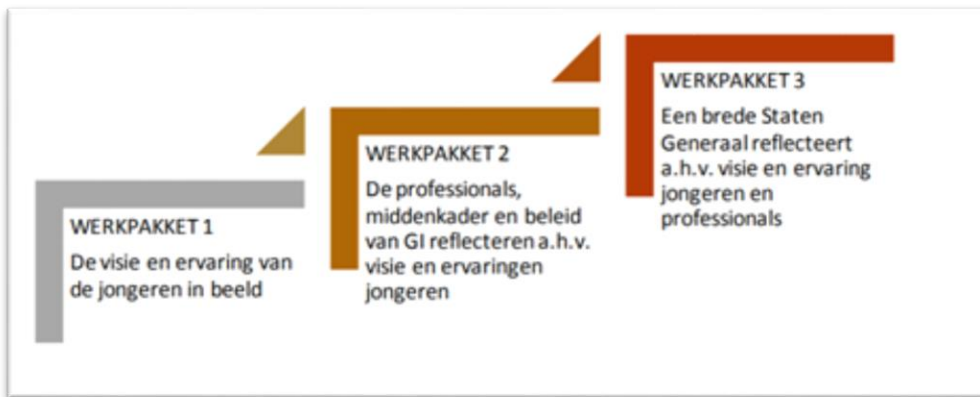 WERKPAKKET 1
De visie en ervaring van
de jongeren in beeld
WERKPAKKET 2
De professionals,
middenkader en beleid
van GI reflecteren a.h.v.
visie en ervaringen
jongeren
WERKPAKKET 3
Een brede Staten
Generaal reflecteert
a.h.v. visie en ervaring
jongeren en
professionals